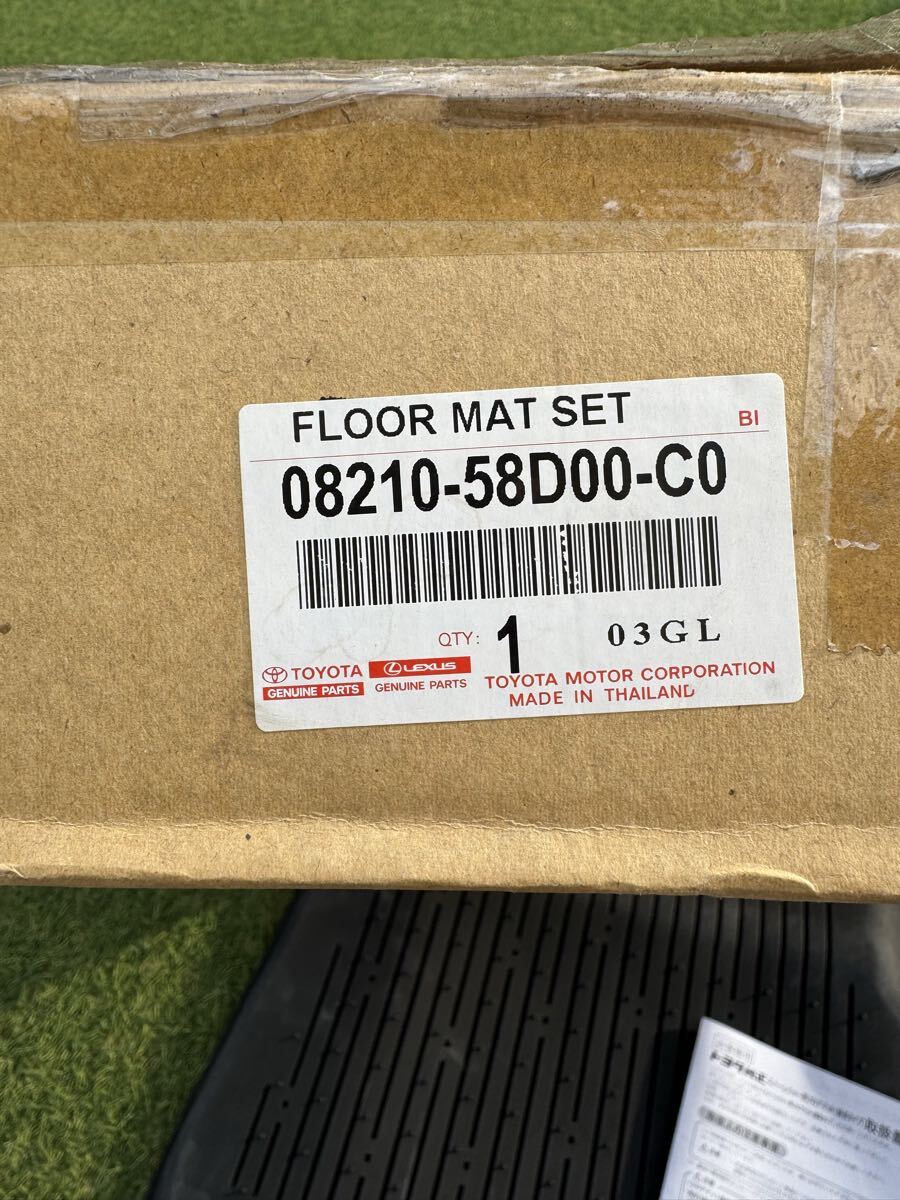 FLOOR MAT SET
BI
08210-58D00-C0
QTY: 1 03GL
TOYOTA
GENUINE PARTS
LEXUS
GENUINE PARTS
TOYOTA MOTOR CORPORATION
MADE IN THAILAND